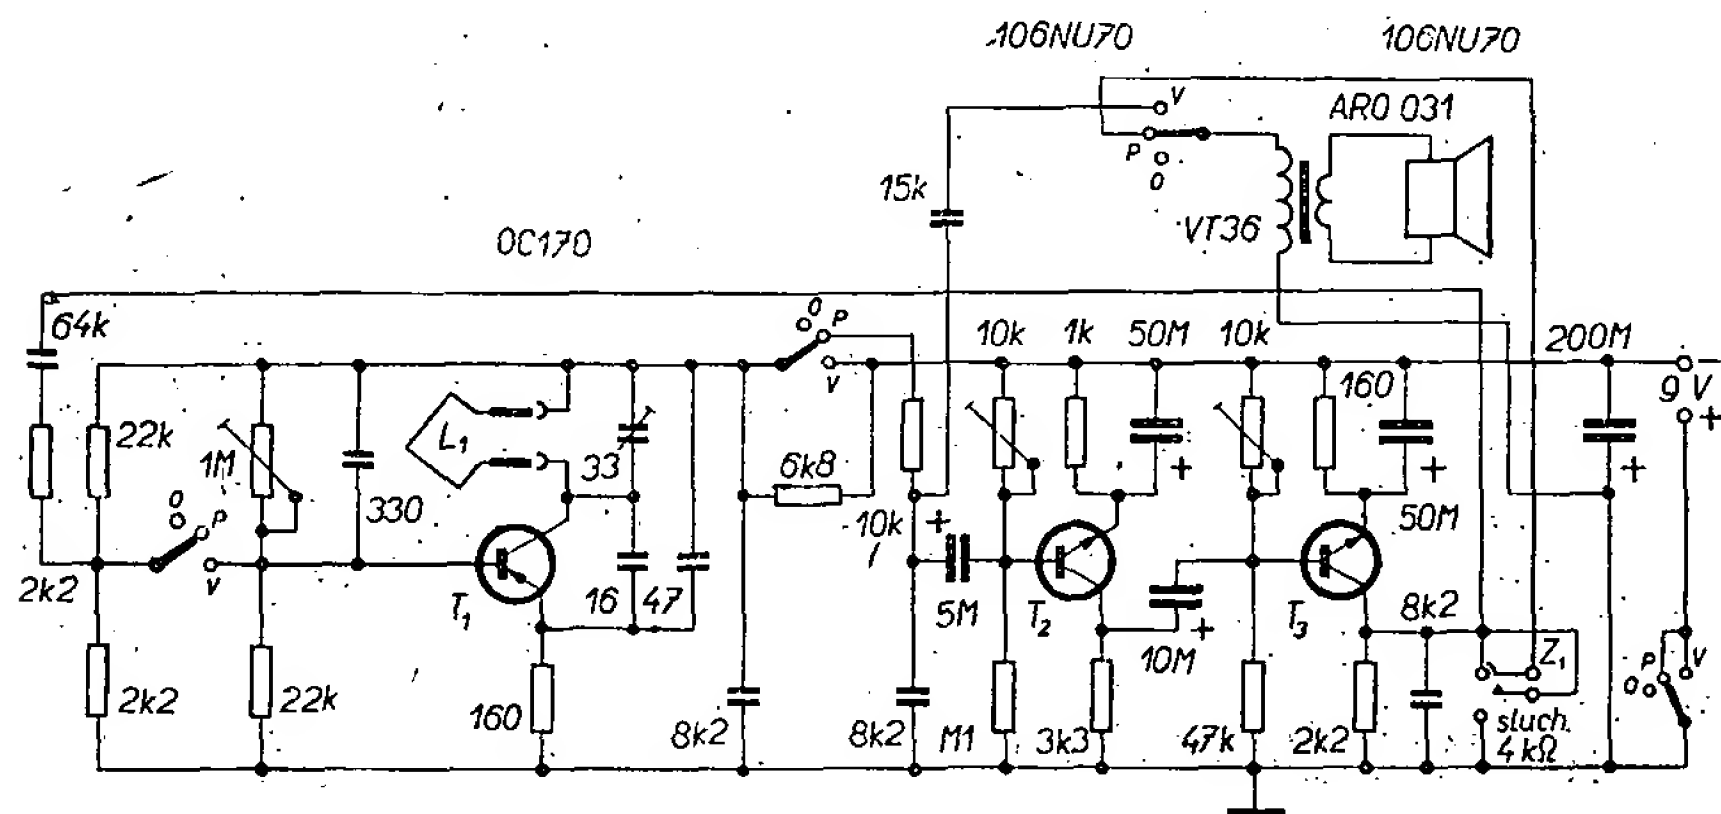 106NU70
106NU70
V
ARO 031
P
0
15k
VT36
OC170
64k
0
P
V
10k
1k
50M
10k
200M
160
9 V
−
+
22k
1M
L1
33
6k8
+
+
+
330
0
P
V
10k
+
50M
2k2
T1
16
47
5M
T2
10M
+
T3
8k2
Z1
P
V
0
2k2
22k
160
8k2
8k2
M1
3k3
47k
2k2
sluch.
4kΩ